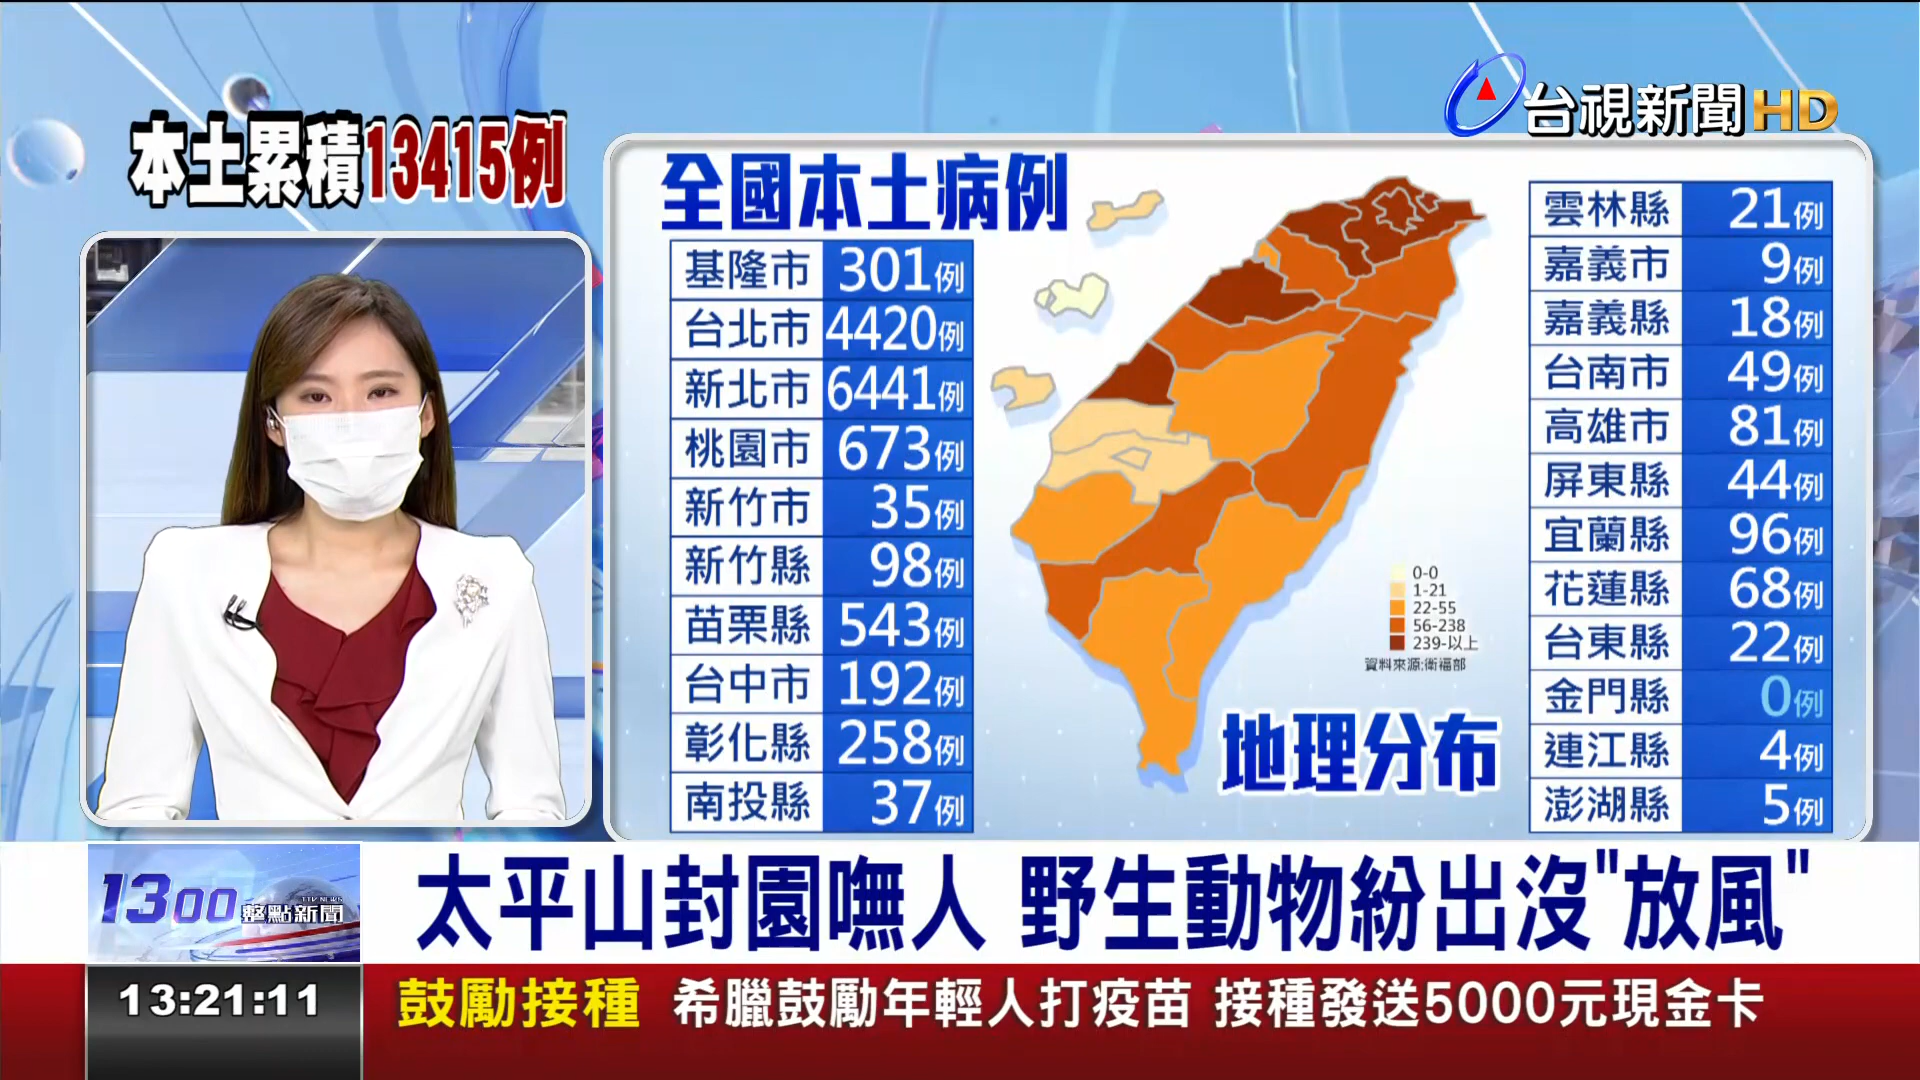 台視新聞HD
本土累積13415例
全國本土病例
基隆市 301例
台北市 4420例
新北市 6441例
桃園市 673例
新竹市 35例
新竹縣 98例
苗栗縣 543例
台中市 192例
彰化縣 258例
南投縣 37例
雲林縣 21例
嘉義市 9例
嘉義縣 18例
台南市 49例
高雄市 81例
屏東縣 44例
宜蘭縣 96例
花蓮縣 68例
台東縣 22例
金門縣 0例
連江縣 4例
澎湖縣 5例
0-0
1-21
22-55
56-238
239-以上
資料來源:衛福部
地理分布
1300 TTV NEWS
整點新聞
太平山封園嘸人 野生動物紛出沒"放風"
13:21:11
鼓勵接種 希臘鼓勵年輕人打疫苗 接種發送5000元現金卡